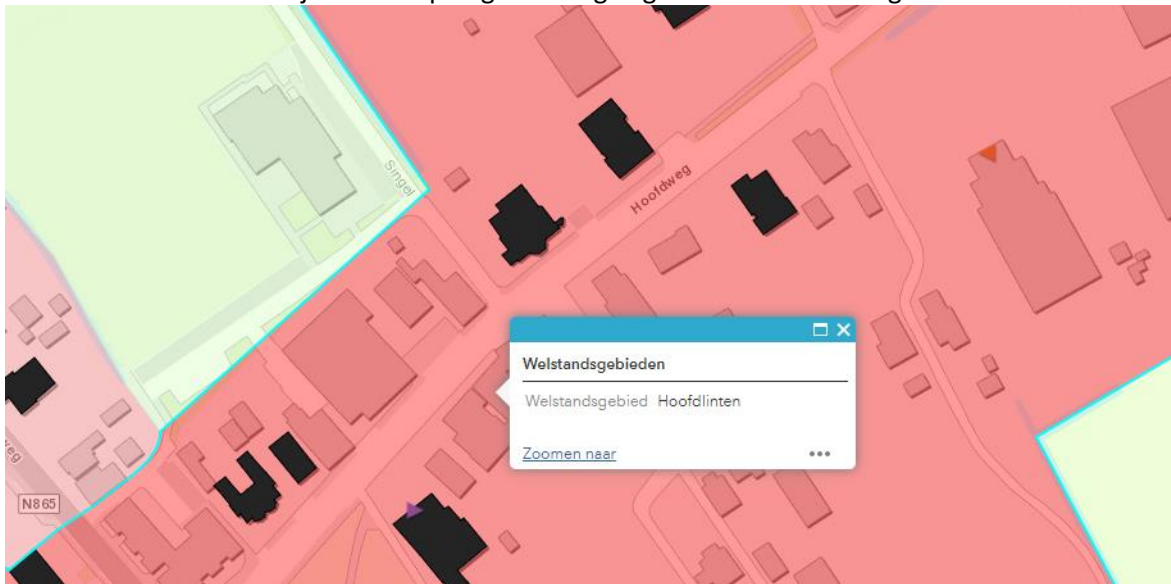 Singel
Hoofdweg
Welstandsgebieden
Welstandsgebied Hoofdlinten
Zoomen naar
N865